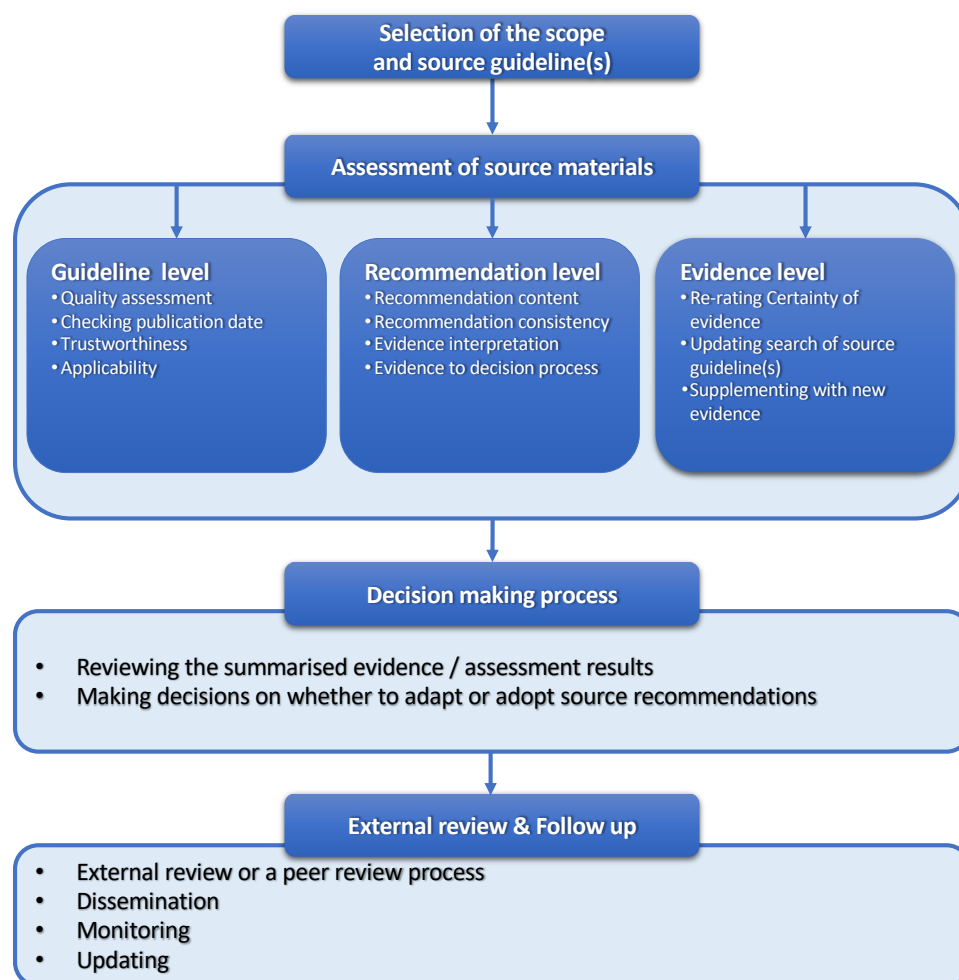 Selection of the scope
and source guideline(s)
Assessment of source materials
Guideline level
• Quality assessment
• Checking publication date
• Trustworthiness
• Applicability
Recommendation level
• Recommendation content
• Recommendation consistency
• Evidence interpretation
• Evidence to decision process
Evidence level
• Re-rating Certainty of
evidence
• Updating search of source
guideline(s)
• Supplementing with new
evidence
Decision making process
• Reviewing the summarised evidence / assessment results
• Making decisions on whether to adapt or adopt source recommendations
External review & Follow up
• External review or a peer review process
• Dissemination
• Monitoring
• Updating